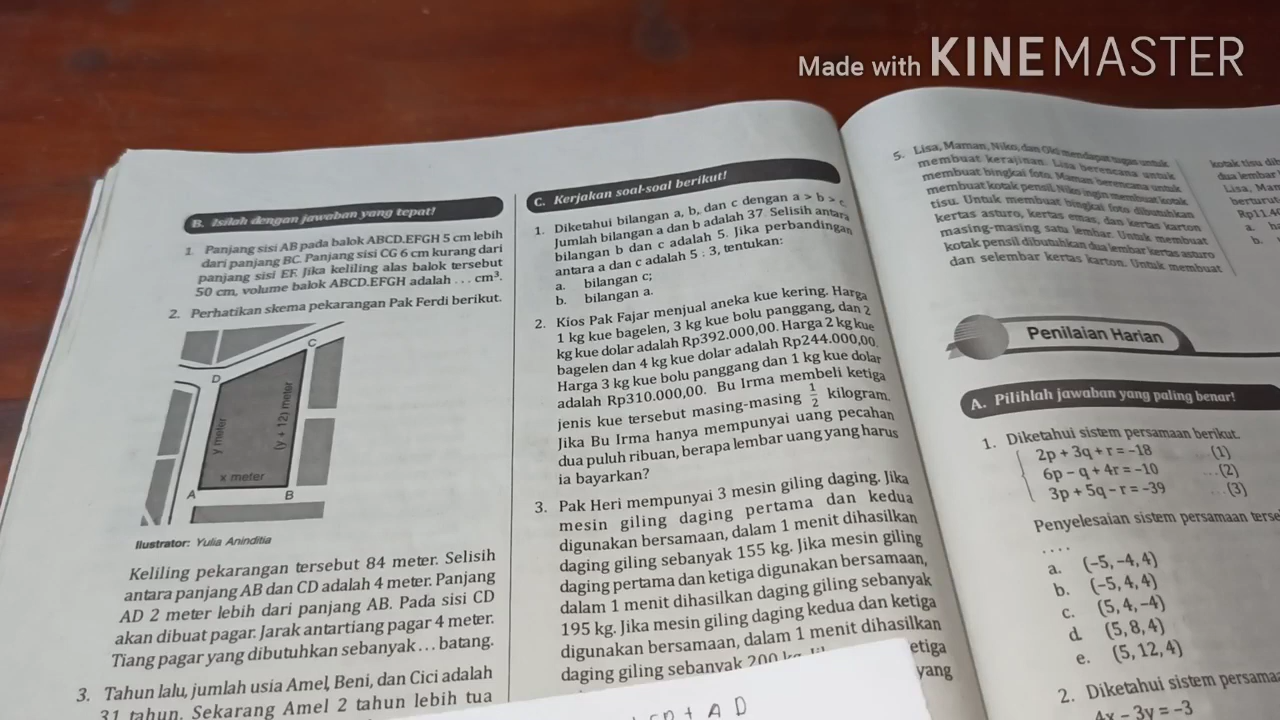 Made with KINEMASTER
B. Isilah dengan jawaban yang tepat!
1. Panjang sisi AB pada balok ABCD.EFGH 5 cm lebih
dari panjang BC. Panjang sisi CG 6 cm kurang dari
panjang sisi EF. Jika keliling alas balok tersebut
50 cm, volume balok ABCD.EFGH adalah . . . cm³.
2. Perhatikan skema pekarangan Pak Ferdi berikut.
C
D
y meter
(y + 12) meter
x meter
A
B
Ilustrator: Yulia Aninditia
Keliling pekarangan tersebut 84 meter. Selisih
antara panjang AB dan CD adalah 4 meter. Panjang
AD 2 meter lebih dari panjang AB. Pada sisi CD
akan dibuat pagar. Jarak antartiang pagar 4 meter.
Tiang pagar yang dibutuhkan sebanyak . . . batang.
3. Tahun lalu, jumlah usia Amel, Beni, dan Cici adalah
31 tahun. Sekarang Amel 2 tahun lebih tua
C. Kerjakan soal-soal berikut!
1. Diketahui bilangan a, b, dan c dengan a > b > c.
Jumlah bilangan a dan b adalah 37. Selisih antara
bilangan b dan c adalah 5. Jika perbandingan
antara a dan c adalah 5 : 3, tentukan:
a. bilangan c;
b. bilangan a.
2. Kios Pak Fajar menjual aneka kue kering. Harga
1 kg kue bagelen, 3 kg kue bolu panggang, dan 2
kg kue dolar adalah Rp392.000,00. Harga 2 kg kue
bagelen dan 4 kg kue dolar adalah Rp244.000,00.
Harga 3 kg kue bolu panggang dan 1 kg kue dolar
adalah Rp310.000,00. Bu Irma membeli ketiga
jenis kue tersebut masing-masing 1/2 kilogram.
Jika Bu Irma hanya mempunyai uang pecahan
dua puluh ribuan, berapa lembar uang yang harus
ia bayarkan?
3. Pak Heri mempunyai 3 mesin giling daging. Jika
mesin giling daging pertama dan kedua
digunakan bersamaan, dalam 1 menit dihasilkan
daging giling sebanyak 155 kg. Jika mesin giling
daging pertama dan ketiga digunakan bersamaan,
dalam 1 menit dihasilkan daging giling sebanyak
195 kg. Jika mesin giling daging kedua dan ketiga
digunakan bersamaan, dalam 1 menit dihasilkan
daging giling sebanyak 200
etiga
yang
+ A D
5. Lisa, Maman, Niko, dan Oki mendapat tugas untuk
membuat kerajinan. Lisa berencana untuk
membuat bingkai foto. Maman berencana untuk
membuat kotak pensil. Niko ingin membuat kotak
tisu. Untuk membuat bingkai foto dibutuhkan
kertas asturo, kertas emas, dan kertas karton
masing-masing satu lembar. Untuk membuat
kotak pensil dibutuhkan dua lembar kertas asturo
dan selembar kertas karton. Untuk membuat
kotak tisu
dua lembar
Lisa, Mam
berturut
Rp11.4
a.
b.
Penilaian Harian
A. Pilihlah jawaban yang paling benar!
1. Diketahui sistem persamaan berikut.
2p + 3q + r = –18 (1)
6p – q + 4r = –10 ...(2)
3p + 5q – r = –39 ...(3)
Penyelesaian sistem persamaan terse
. . . .
a. (–5, –4, 4)
b. (–5, 4, 4)
c. (5, 4, –4)
d. (5, 8, 4)
e. (5, 12, 4)
2. Diketahui sistem persama
4x – 3y = –3